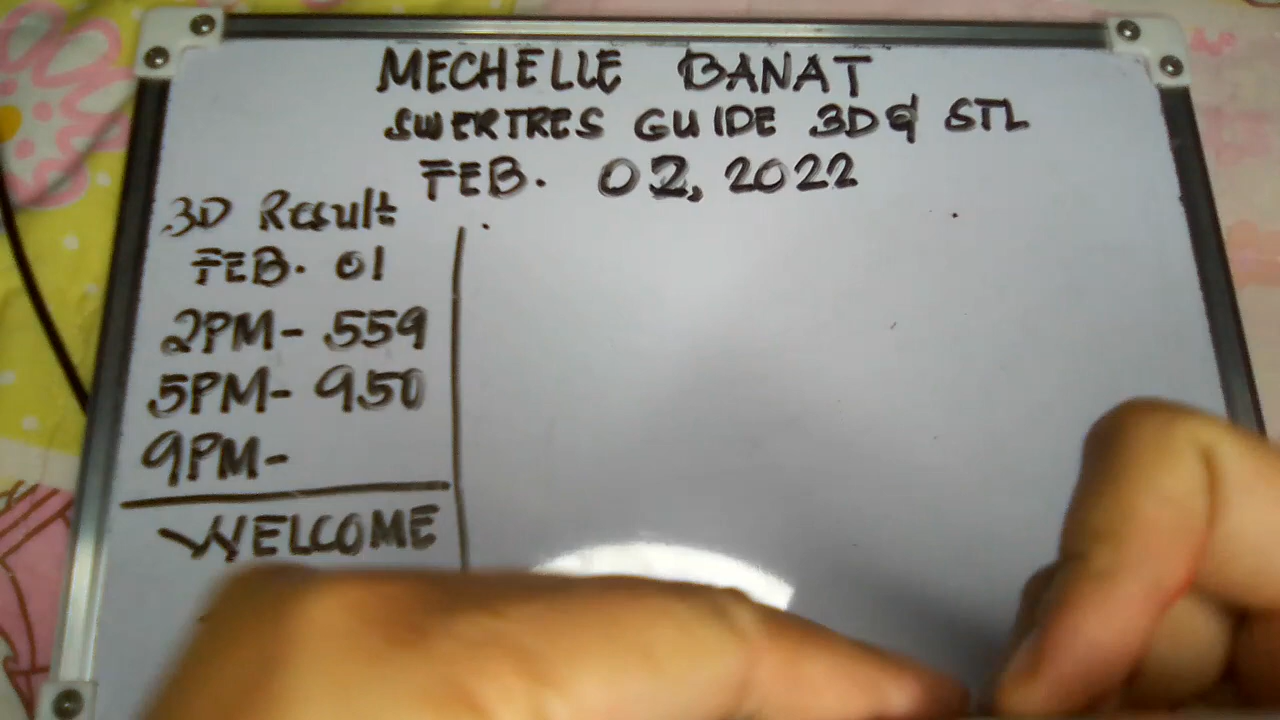 MECHELLE BANAT
SWERTRES GUIDE 3D & STL
FEB. 02, 2022
3D Result
FEB. 01
2PM- 559
5PM- 950
9PM-
WELCOME